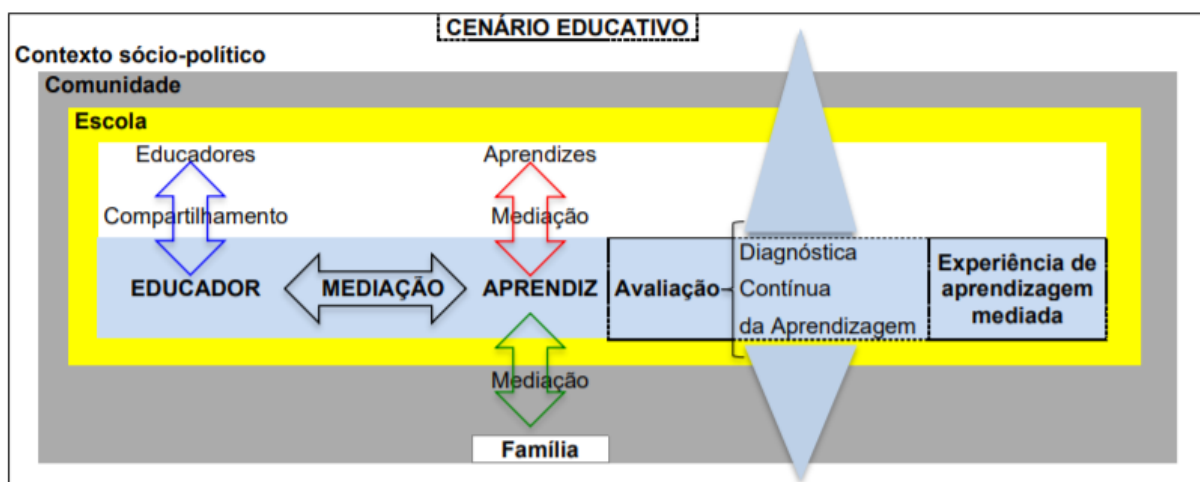 CENÁRIO EDUCATIVO
Contexto sócio-político
Comunidade
Escola
Educadores
Aprendizes
Compartilhamento
Mediação
EDUCADOR
MEDIAÇÃO
APRENDIZ
Avaliação
Diagnóstica
Contínua
da Aprendizagem
Experiência de
aprendizagem
mediada
Mediação
Família